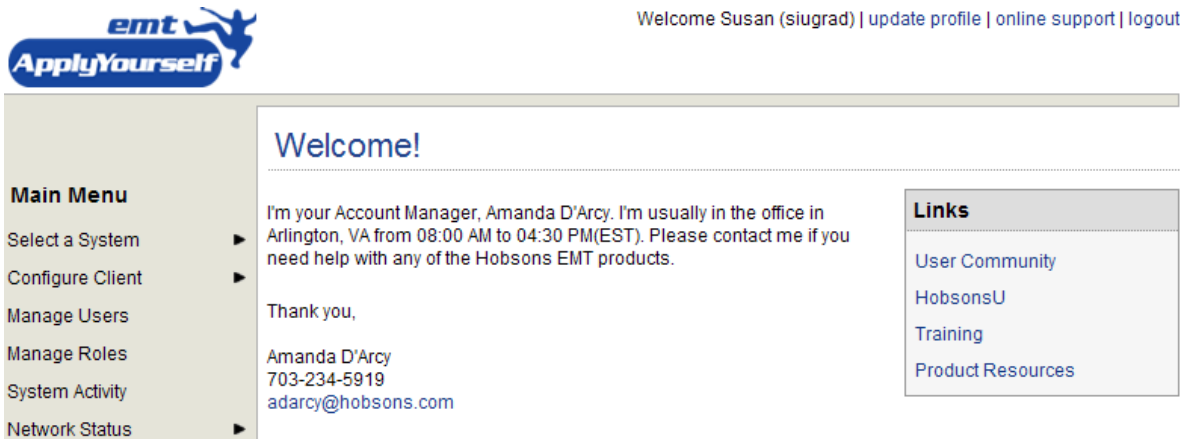 emt
ApplyYourself
Welcome Susan (siugrad) | update profile | online support | logout
Welcome!
Main Menu
Select a System
Configure Client
Manage Users
Manage Roles
System Activity
Network Status
I'm your Account Manager, Amanda D'Arcy. I'm usually in the office in
Arlington, VA from 08:00 AM to 04:30 PM(EST). Please contact me if you
need help with any of the Hobsons EMT products.
Thank you,
Amanda D'Arcy
703-234-5919
adarcy@hobsons.com
Links
User Community
HobsonsU
Training
Product Resources